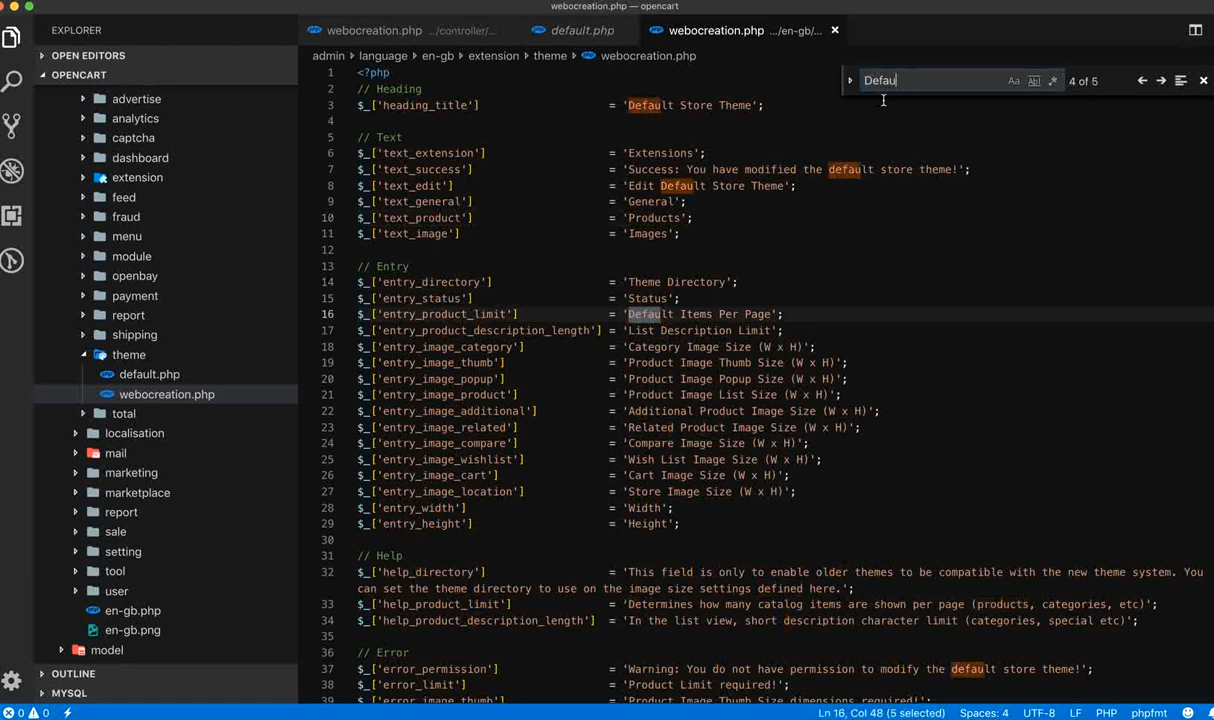 webocreation.php — opencart
EXPLORER
OPEN EDITORS
OPENCART
advertise
analytics
captcha
dashboard
extension
feed
fraud
menu
module
openbay
payment
report
shipping
theme
default.php
webocreation.php
total
localisation
mail
marketing
marketplace
report
sale
setting
tool
user
en-gb.php
en-gb.png
model
OUTLINE
MYSQL
webocreation.php .../controller/...
default.php
webocreation.php .../en-gb/...
admin › language › en-gb › extension › theme › webocreation.php
Defau
Aa Abl .* 4 of 5
1 <?php
2 // Heading
3 $_['heading_title'] = 'Default Store Theme';
4
5 // Text
6 $_['text_extension'] = 'Extensions';
7 $_['text_success'] = 'Success: You have modified the default store theme!';
8 $_['text_edit'] = 'Edit Default Store Theme';
9 $_['text_general'] = 'General';
10 $_['text_product'] = 'Products';
11 $_['text_image'] = 'Images';
12
13 // Entry
14 $_['entry_directory'] = 'Theme Directory';
15 $_['entry_status'] = 'Status';
16 $_['entry_product_limit'] = 'Default Items Per Page';
17 $_['entry_product_description_length'] = 'List Description Limit';
18 $_['entry_image_category'] = 'Category Image Size (W x H)';
19 $_['entry_image_thumb'] = 'Product Image Thumb Size (W x H)';
20 $_['entry_image_popup'] = 'Product Image Popup Size (W x H)';
21 $_['entry_image_product'] = 'Product Image List Size (W x H)';
22 $_['entry_image_additional'] = 'Additional Product Image Size (W x H)';
23 $_['entry_image_related'] = 'Related Product Image Size (W x H)';
24 $_['entry_image_compare'] = 'Compare Image Size (W x H)';
25 $_['entry_image_wishlist'] = 'Wish List Image Size (W x H)';
26 $_['entry_image_cart'] = 'Cart Image Size (W x H)';
27 $_['entry_image_location'] = 'Store Image Size (W x H)';
28 $_['entry_width'] = 'Width';
29 $_['entry_height'] = 'Height';
30
31 // Help
32 $_['help_directory'] = 'This field is only to enable older themes to be compatible with the new theme system. You
can set the theme directory to use on the image size settings defined here.';
33 $_['help_product_limit'] = 'Determines how many catalog items are shown per page (products, categories, etc)';
34 $_['help_product_description_length'] = 'In the list view, short description character limit (categories, special etc)';
35
36 // Error
37 $_['error_permission'] = 'Warning: You do not have permission to modify the default store theme!';
38 $_['error_limit'] = 'Product Limit required!';
39 $_['error_image_thumb'] = 'Product Image Thumb Size dimensions required!';
0 0 Ln 16, Col 48 (5 selected) Spaces: 4 UTF-8 LF PHP phpfmt